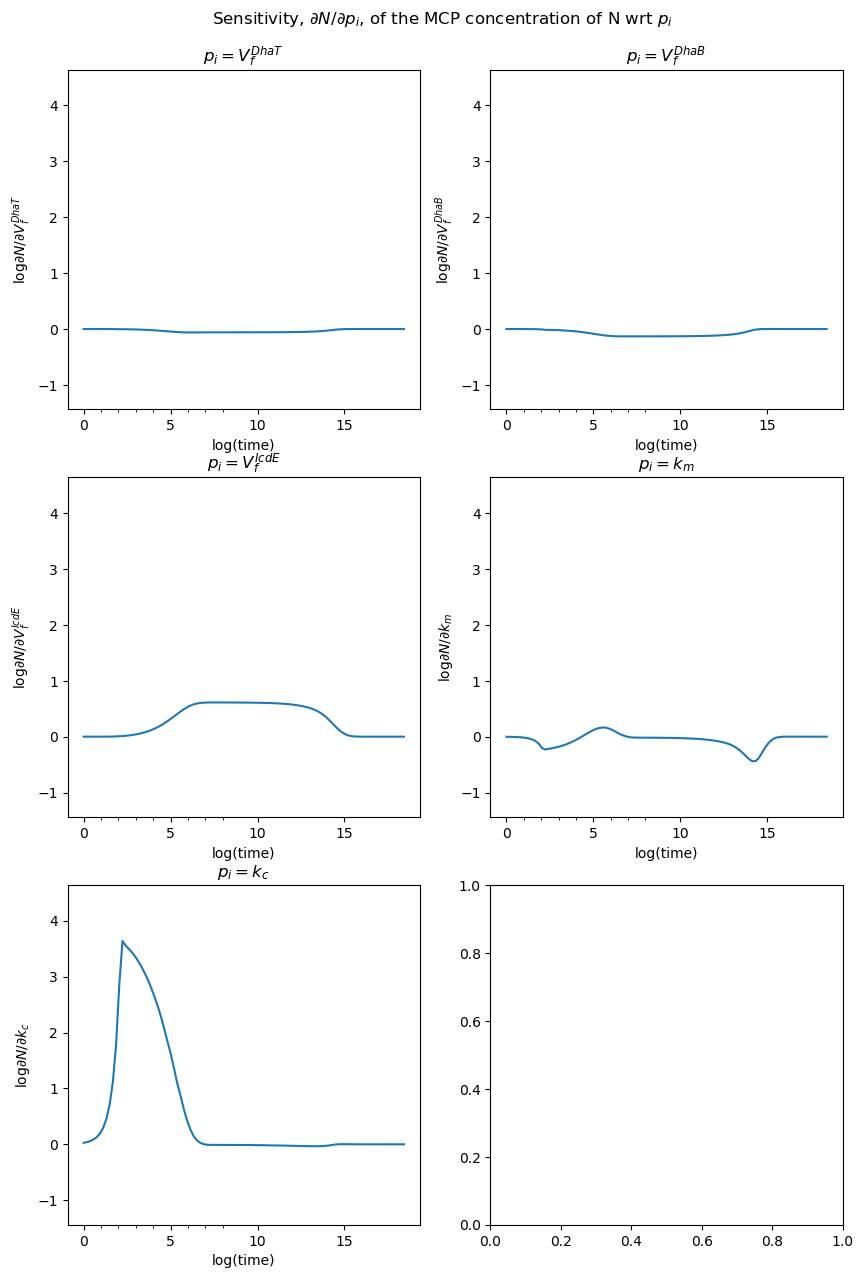 Sensitivity, ∂N/∂p_i, of the MCP concentration of N wrt p_i
p_i = V_f^{DhaT}
4
3
2
1
0
−1
log∂N/∂V_f^{DhaT}
0 5 10 15
log(time)
p_i = V_f^{DhaB}
4
3
2
1
0
−1
log∂N/∂V_f^{DhaB}
0 5 10 15
log(time)
p_i = V_f^{IcdE}
4
3
2
1
0
−1
log∂N/∂V_f^{IcdE}
0 5 10 15
log(time)
p_i = k_m
4
3
2
1
0
−1
log∂N/∂k_m
0 5 10 15
log(time)
p_i = k_c
4
3
2
1
0
−1
log∂N/∂k_c
0 5 10 15
log(time)
1.0
0.8
0.6
0.4
0.2
0.0
0.0 0.2 0.4 0.6 0.8 1.0